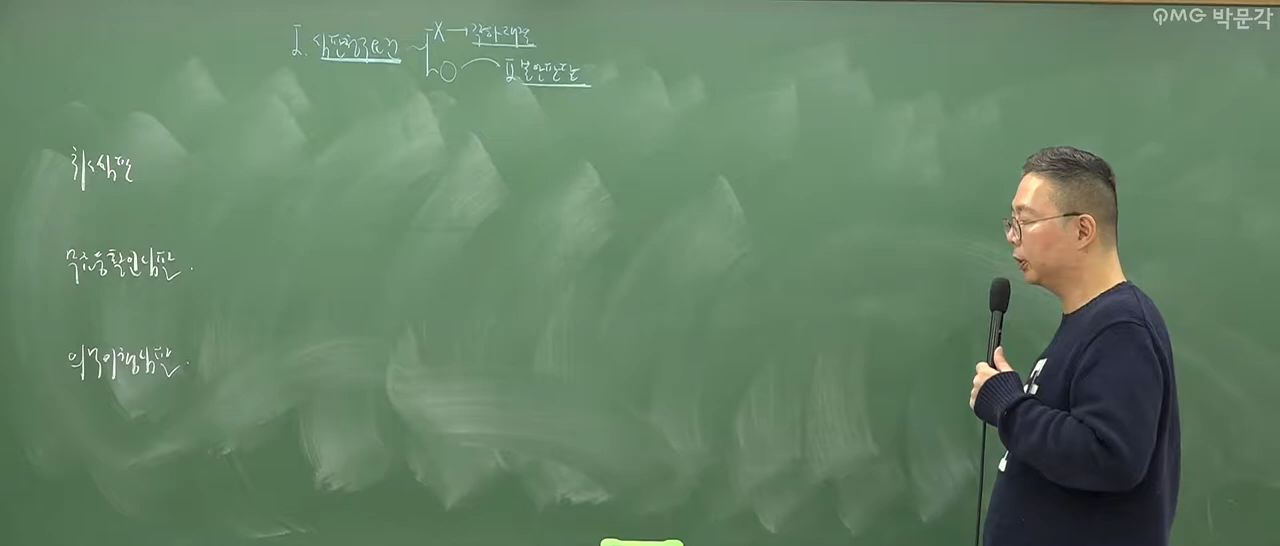 PMG 박문각
I. 심판청구요건 X → 각하재결
O II. 본안판단
취소심판
무효등확인심판.
의무이행심판.